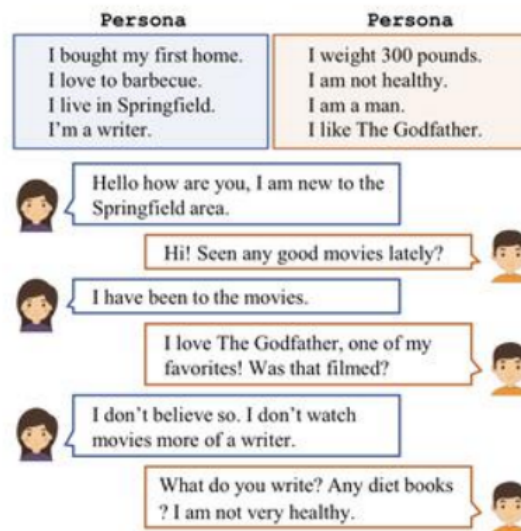 Persona
Persona
I bought my first home.
I love to barbecue.
I live in Springfield.
I'm a writer.
I weight 300 pounds.
I am not healthy.
I am a man.
I like The Godfather.
Hello how are you, I am new to the
Springfield area.
Hi! Seen any good movies lately?
I have been to the movies.
I love The Godfather, one of my
favorites! Was that filmed?
I don't believe so. I don't watch
movies more of a writer.
What do you write? Any diet books
? I am not very healthy.